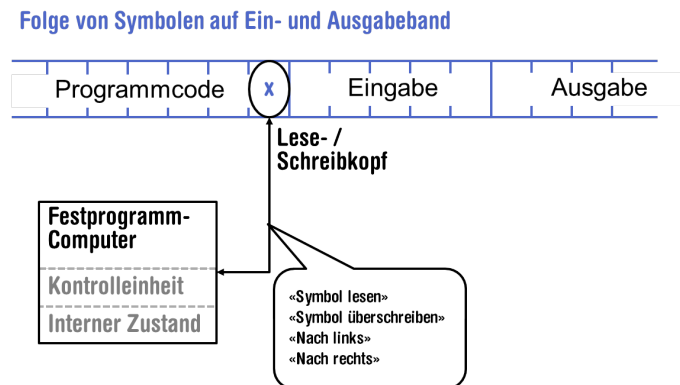 Folge von Symbolen auf Ein- und Ausgabeband
Programmcode x Eingabe Ausgabe
Lese- /
Schreibkopf
Festprogramm-
Computer
Kontrolleinheit
Interner Zustand
«Symbol lesen»
«Symbol überschreiben»
«Nach links»
«Nach rechts»